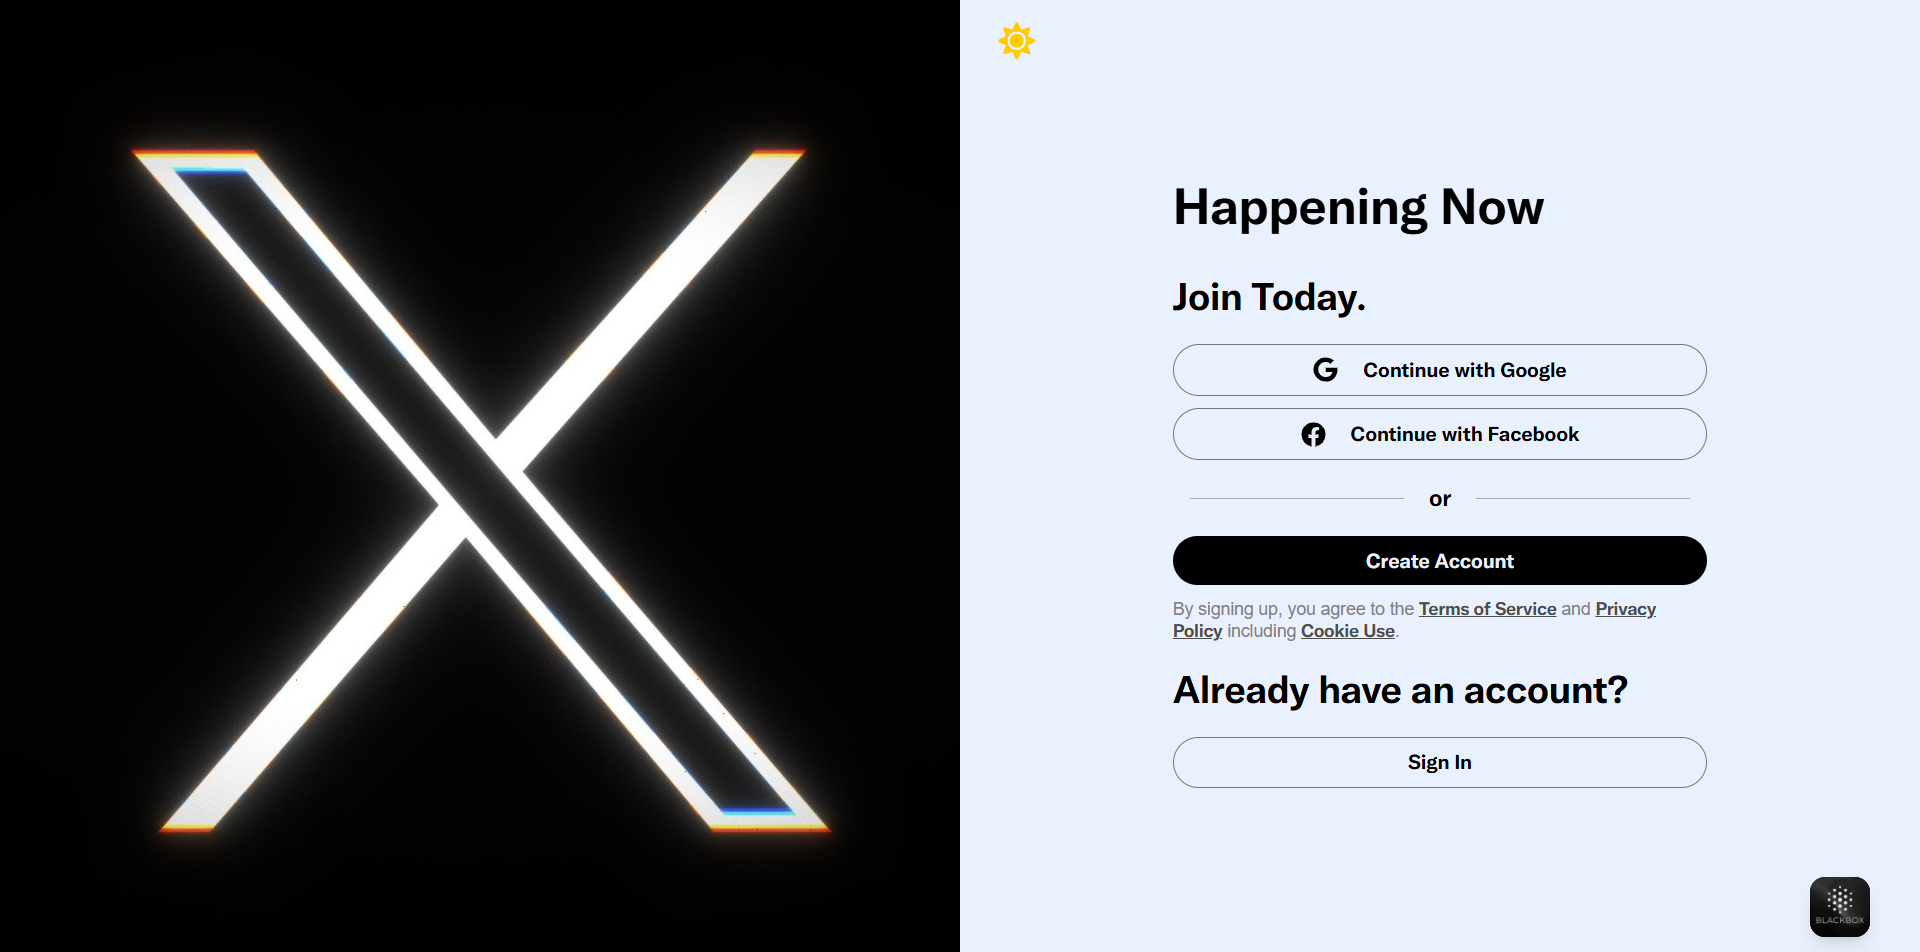 X
Happening Now
Join Today.
Continue with Google
Continue with Facebook
or
Create Account
By signing up, you agree to the Terms of Service and Privacy
Policy including Cookie Use.
Already have an account?
Sign In
BLACKBOX